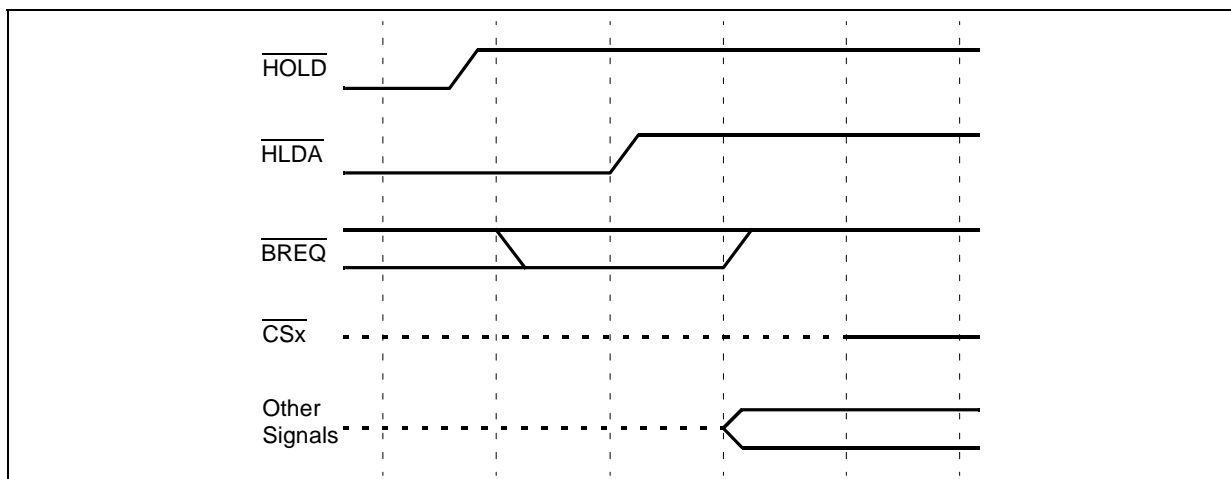 HOLD
HLDA
BREQ
CSx
Other
Signals